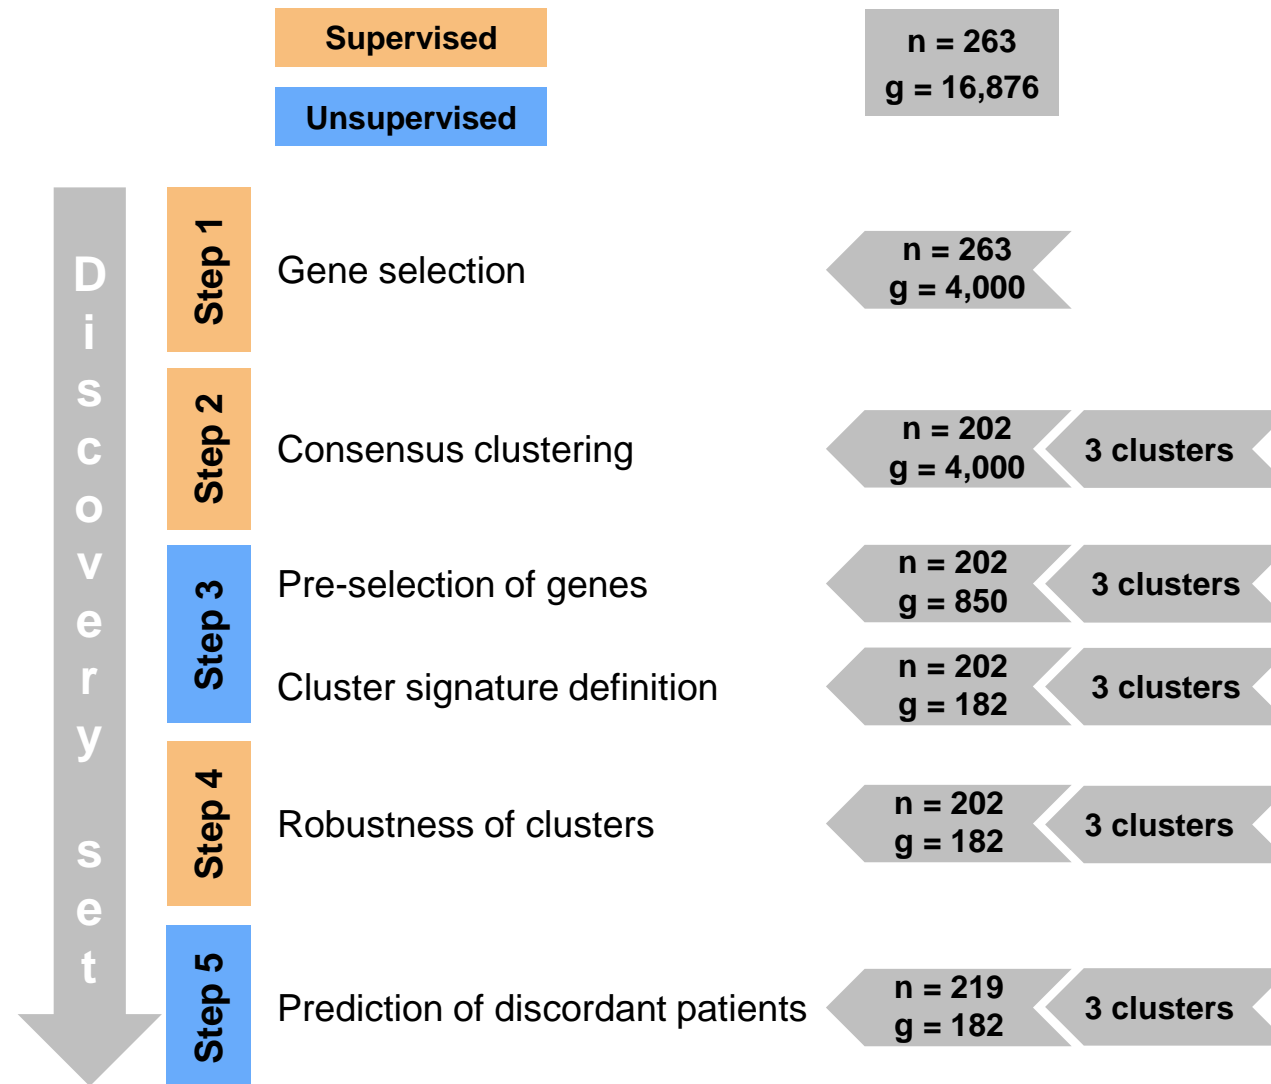 Supervised
Unsupervised
n = 263
g = 16,876
Discovery set
Step 1
Gene selection
n = 263
g = 4,000
Step 2
Consensus clustering
n = 202
g = 4,000
3 clusters
Step 3
Pre-selection of genes
n = 202
g = 850
3 clusters
Cluster signature definition
n = 202
g = 182
3 clusters
Step 4
Robustness of clusters
n = 202
g = 182
3 clusters
Step 5
Prediction of discordant patients
n = 219
g = 182
3 clusters